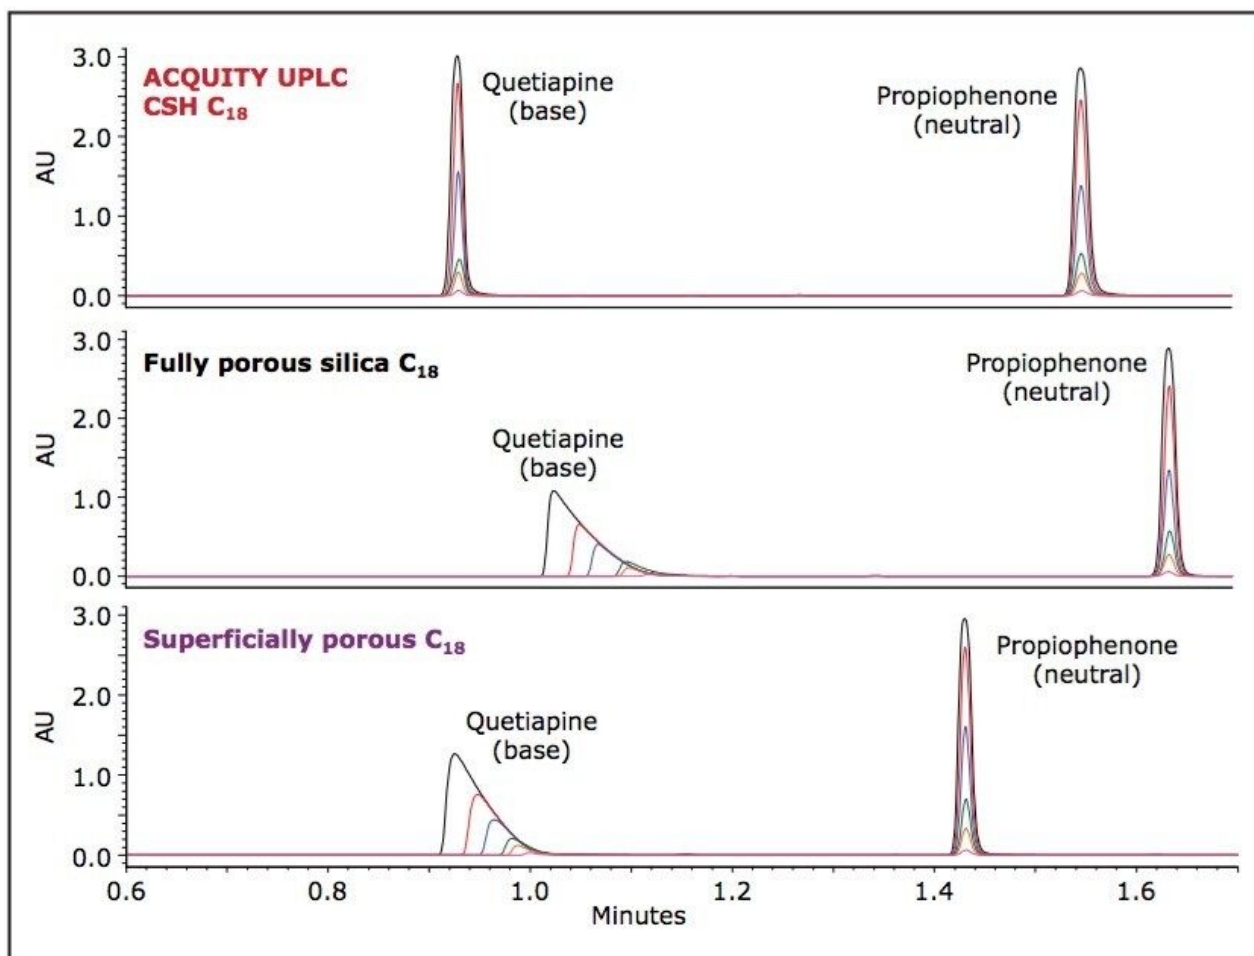 ACQUITY UPLC
CSH C₁₈
Quetiapine
(base)
Propiophenone
(neutral)
3.0
2.0
1.0
0.0
AU
Fully porous silica C₁₈
Quetiapine
(base)
Propiophenone
(neutral)
3.0
2.0
1.0
0.0
AU
Superficially porous C₁₈
Quetiapine
(base)
Propiophenone
(neutral)
3.0
2.0
1.0
0.0
AU
0.6 0.8 1.0 1.2 1.4 1.6
Minutes